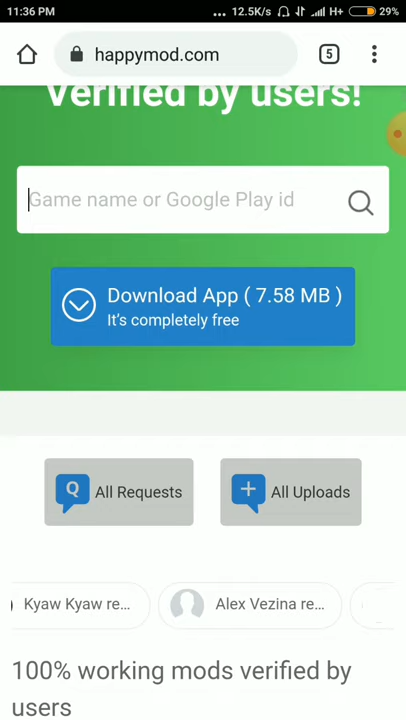 11:36 PM ... 12.5K/s H+ 29%
happymod.com 5
verified by users!
Game name or Google Play id
Download App ( 7.58 MB )
It's completely free
Q All Requests All Uploads
Kyaw Kyaw re... Alex Vezina re...
100% working mods verified by
users